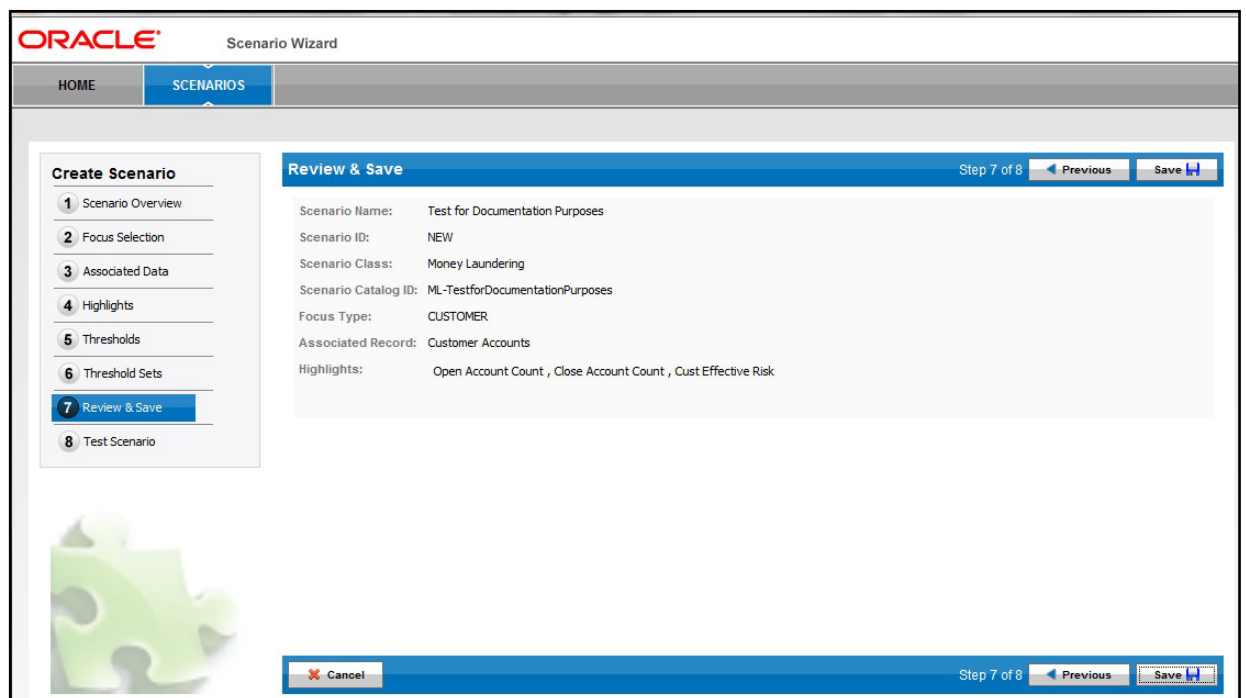 ORACLE Scenario Wizard
HOME SCENARIOS
Create Scenario
1 Scenario Overview
2 Focus Selection
3 Associated Data
4 Highlights
5 Thresholds
6 Threshold Sets
7 Review & Save
8 Test Scenario
Review & Save Step 7 of 8 Previous Save
Scenario Name: Test for Documentation Purposes
Scenario ID: NEW
Scenario Class: Money Laundering
Scenario Catalog ID: ML-TestforDocumentationPurposes
Focus Type: CUSTOMER
Associated Record: Customer Accounts
Highlights: Open Account Count , Close Account Count , Cust Effective Risk
Cancel Step 7 of 8 Previous Save